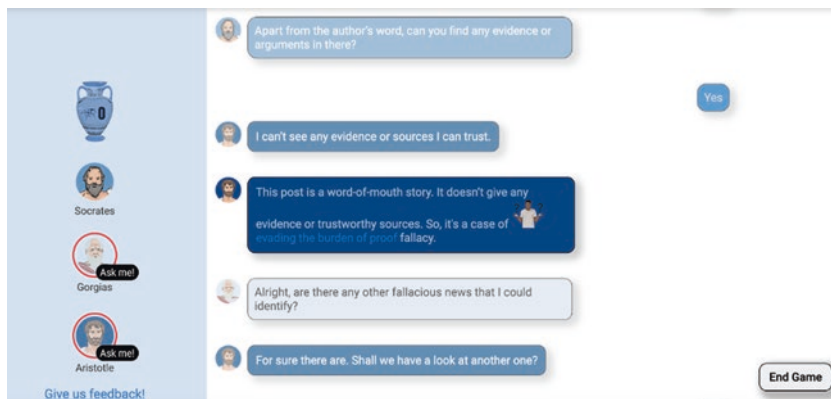 0
Socrates
Ask me!
Gorgias
Ask me!
Aristotle
Give us feedback!
Apart from the author's word, can you find any evidence or
arguments in there?
Yes
I can't see any evidence or sources I can trust.
This post is a word-of-mouth story. It doesn't give any
evidence or trustworthy sources. So, it's a case of
evading the burden of proof fallacy.
Alright, are there any other fallacious news that I could
identify?
For sure there are. Shall we have a look at another one?
End Game